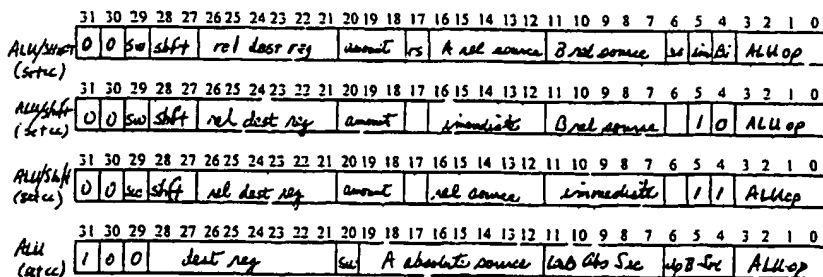 31 30 29 28 27 26 25 24 23 22 21 20 19 18 17 16 15 14 13 12 11 10 9 8 7 6 5 4 3 2 1 0
ALU/Shift 0 0 sw shft rel dest reg amount rs A rel source B rel source sc im Bi ALU op
(setcc)
31 30 29 28 27 26 25 24 23 22 21 20 19 18 17 16 15 14 13 12 11 10 9 8 7 6 5 4 3 2 1 0
ALU/Shift 0 0 sw shft rel dest reg amount immediate B rel source 1 0 ALU op
(setcc)
31 30 29 28 27 26 25 24 23 22 21 20 19 18 17 16 15 14 13 12 11 10 9 8 7 6 5 4 3 2 1 0
ALU/Shift 0 0 shft rel dest reg amount rel source immediate 1 1 ALU op
(setcc)
31 30 29 28 27 26 25 24 23 22 21 20 19 18 17 16 15 14 13 12 11 10 9 8 7 6 5 4 3 2 1 0
ALU 1 0 0 dest reg A absolute source B Abs Src ALU op
(setcc)